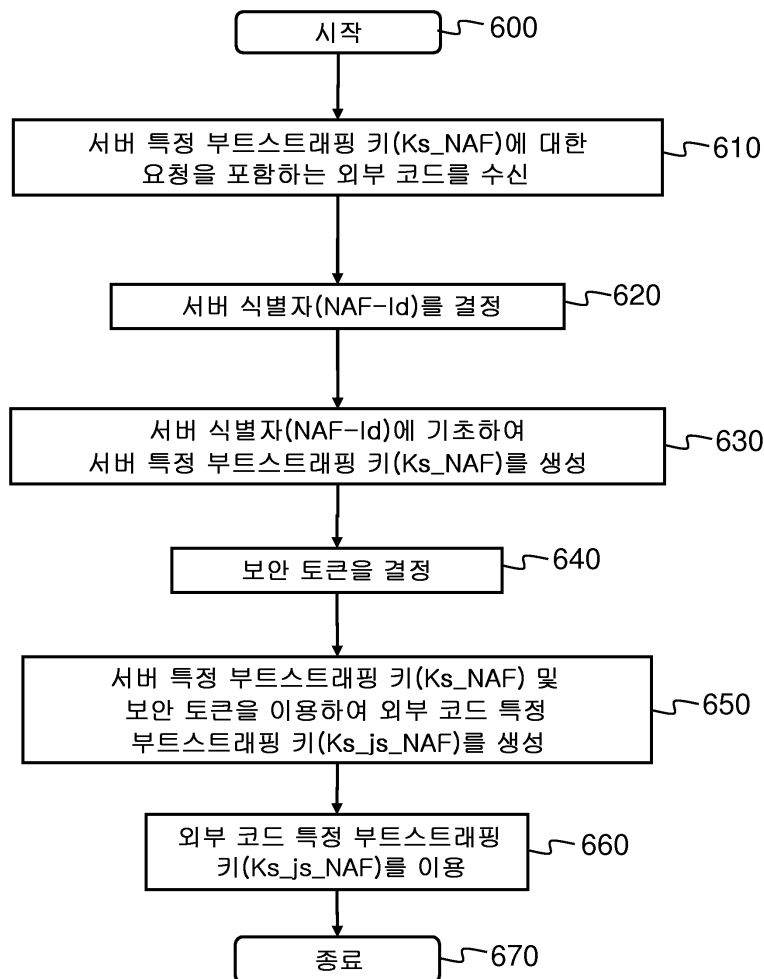 시작
600
서버 특정 부트스트래핑 키(Ks_NAF)에 대한
요청을 포함하는 외부 코드를 수신
610
서버 식별자(NAF-Id)를 결정
620
서버 식별자(NAF-Id)에 기초하여
서버 특정 부트스트래핑 키(Ks_NAF)를 생성
630
보안 토큰을 결정
640
서버 특정 부트스트래핑 키(Ks_NAF) 및
보안 토큰을 이용하여 외부 코드 특정
부트스트래핑 키(Ks_js_NAF)를 생성
650
외부 코드 특정 부트스트래핑
키(Ks_js_NAF)를 이용
660
종료
670